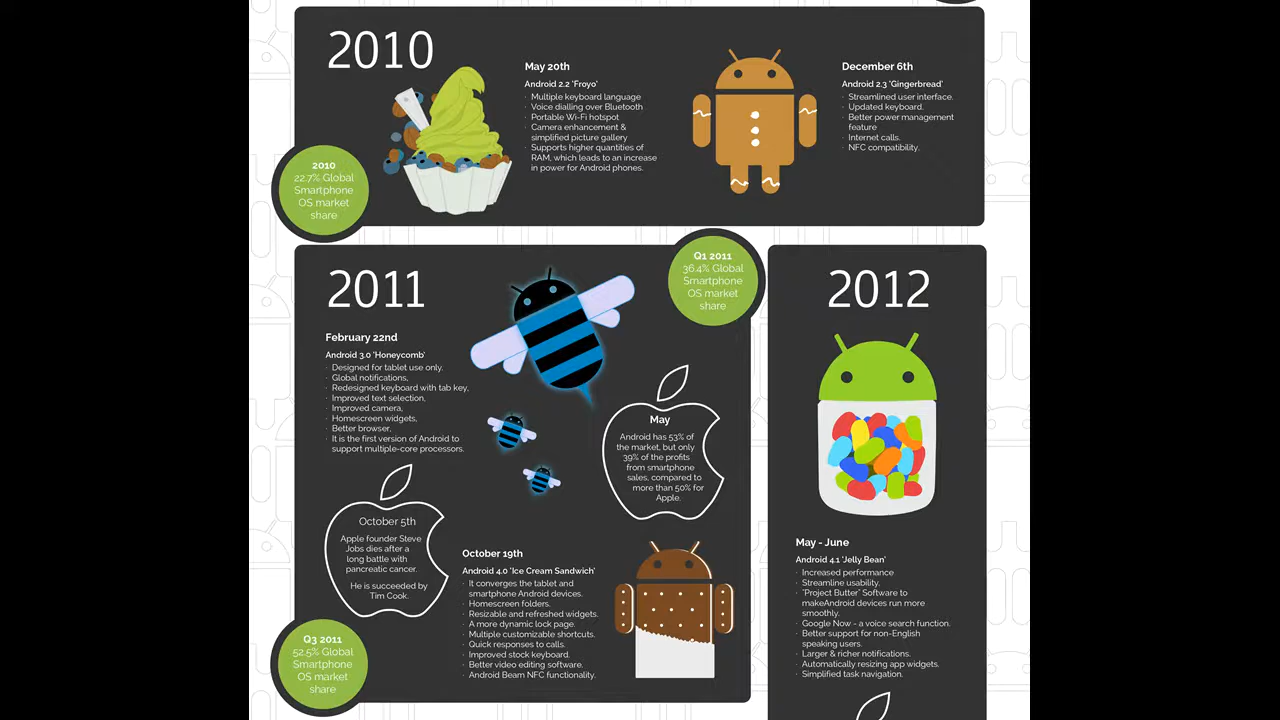 2010
May 20th
Android 2.2 'Froyo'
· Multiple keyboard language
· Voice dialling over Bluetooth
· Portable Wi-Fi hotspot
· Camera enhancement &
simplified picture gallery
· Supports higher quantities of
RAM, which leads to an increase
in power for Android phones.
December 6th
Android 2.3 'Gingerbread'
· Streamlined user interface.
· Updated keyboard.
· Better power management
feature
· Internet calls.
· NFC compatibility.
2010
22.7% Global
Smartphone
OS market
share
2011
February 22nd
Android 3.0 'Honeycomb'
· Designed for tablet use only.
· Global notifications,
· Redesigned keyboard with tab key,
· Improved text selection,
· Improved camera,
· Homescreen widgets,
· Better browser,
· It is the first version of Android to
support multiple-core processors.
Q1 2011
36.4% Global
Smartphone
OS market
share
May
Android has 53% of
the market, but only
39% of the profits
from smartphone
sales, compared to
more than 50% for
Apple.
October 5th
Apple founder Steve
Jobs dies after a
long battle with
pancreatic cancer.
He is succeeded by
Tim Cook.
October 19th
Android 4.0 'Ice Cream Sandwich'
· It converges the tablet and
smartphone Android devices.
· Homescreen folders.
· Resizable and refreshed widgets.
· A more dynamic lock page.
· Multiple customizable shortcuts.
· Quick responses to calls.
· Improved stock keyboard.
· Better video editing software.
· Android Beam NFC functionality.
Q3 2011
52.5% Global
Smartphone
OS market
share
2012
May - June
Android 4.1 'Jelly Bean'
· Increased performance
· Streamline usability.
· "Project Butter" Software to
makeAndroid devices run more
smoothly.
· Google Now - a voice search function.
· Better support for non-English
speaking users.
· Larger & richer notifications.
· Automatically resizing app widgets.
· Simplified task navigation.